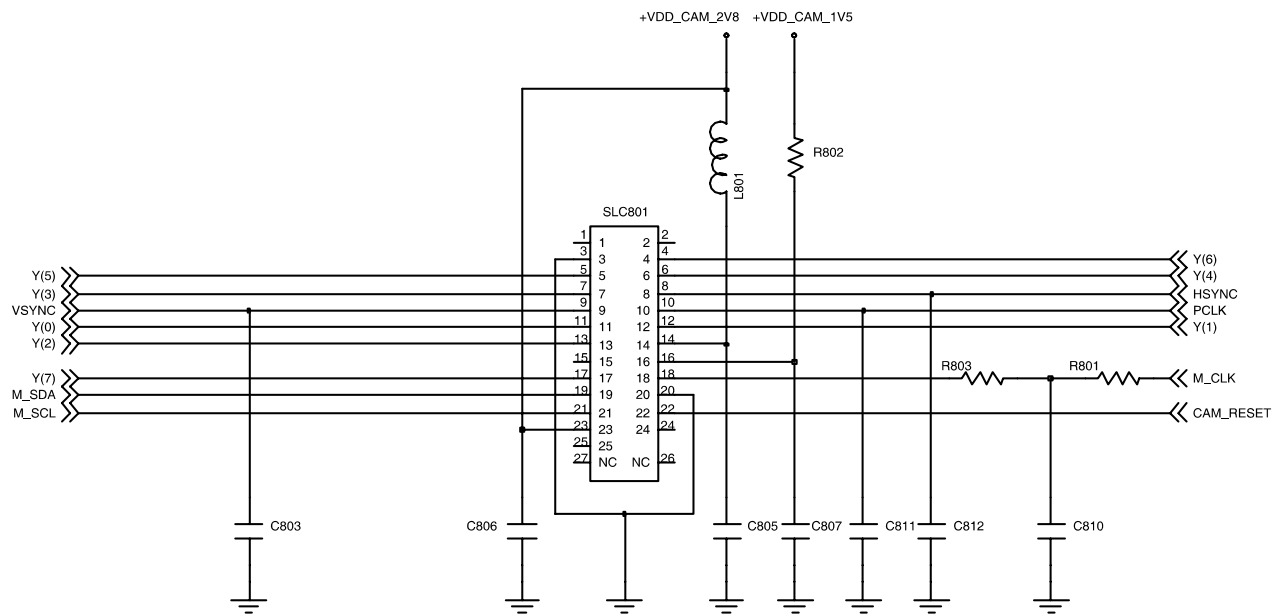 +VDD_CAM_2V8 +VDD_CAM_1V5
R802
L801
SLC801
1 1 2 2
3 3 4 4 Y(6)
Y(5) 5 5 6 6 Y(4)
Y(3) 7 7 8 8 HSYNC
VSYNC 9 9 10 10 PCLK
Y(0) 11 11 12 12 Y(1)
Y(2) 13 13 14 14
15 15 16 16
Y(7) 17 17 18 18 R803 R801 M_CLK
M_SDA 19 19 20 20
M_SCL 21 21 22 22 CAM_RESET
23 23 24 24
25 25
27 NC NC 26
C803 C806 C805 C807 C811 C812 C810